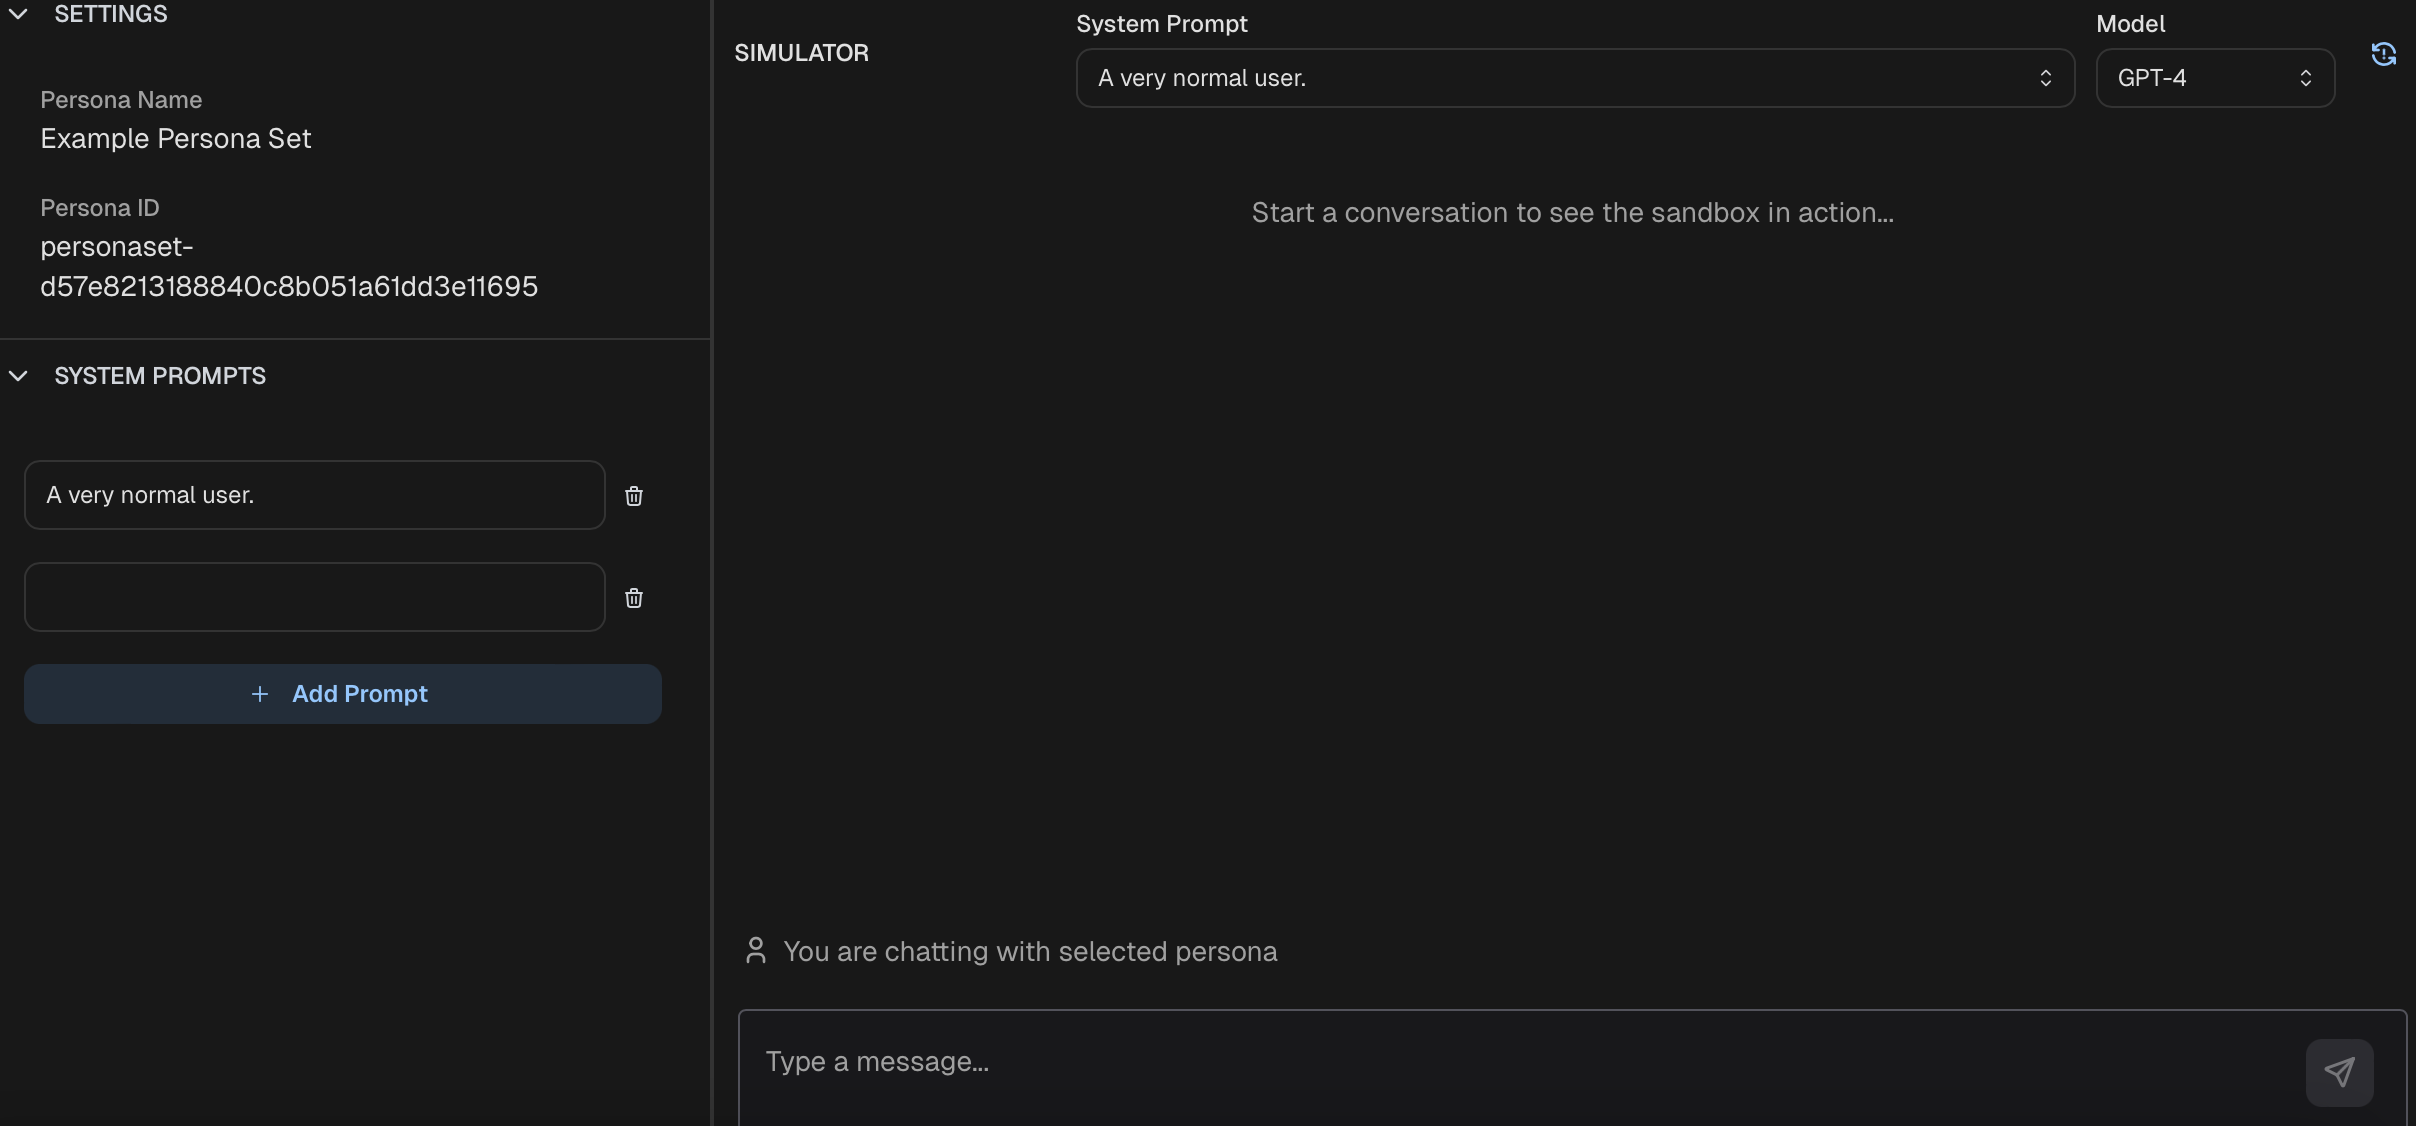 SETTINGS
Persona Name
Example Persona Set
Persona ID
personaset-
d57e8213188840c8b051a61dd3e11695
SYSTEM PROMPTS
A very normal user.
Add Prompt
SIMULATOR
System Prompt
A very normal user.
Model
GPT-4
Start a conversation to see the sandbox in action...
You are chatting with selected persona
Type a message...